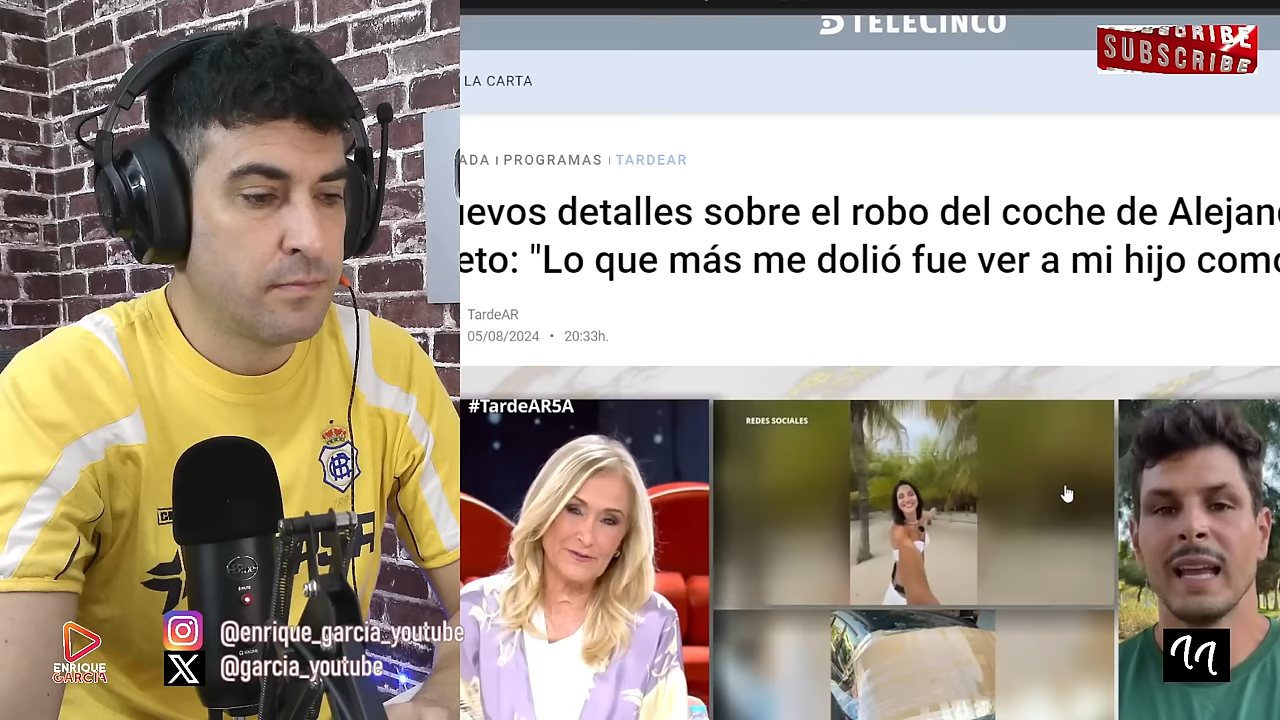 TELECINCO
SUBSCRIBE
SUBSCRIBE
LA CARTA
ADA | PROGRAMAS | TARDEAR
uevos detalles sobre el robo del coche de Alejan
eto: "Lo que más me dolió fue ver a mi hijo como
TardeAR
05/08/2024 • 20:33h.
#TardeAR5A
REDES SOCIALES
@enrique_garcia_youtube
@garcia_youtube
ENRIQUE
GARCIA